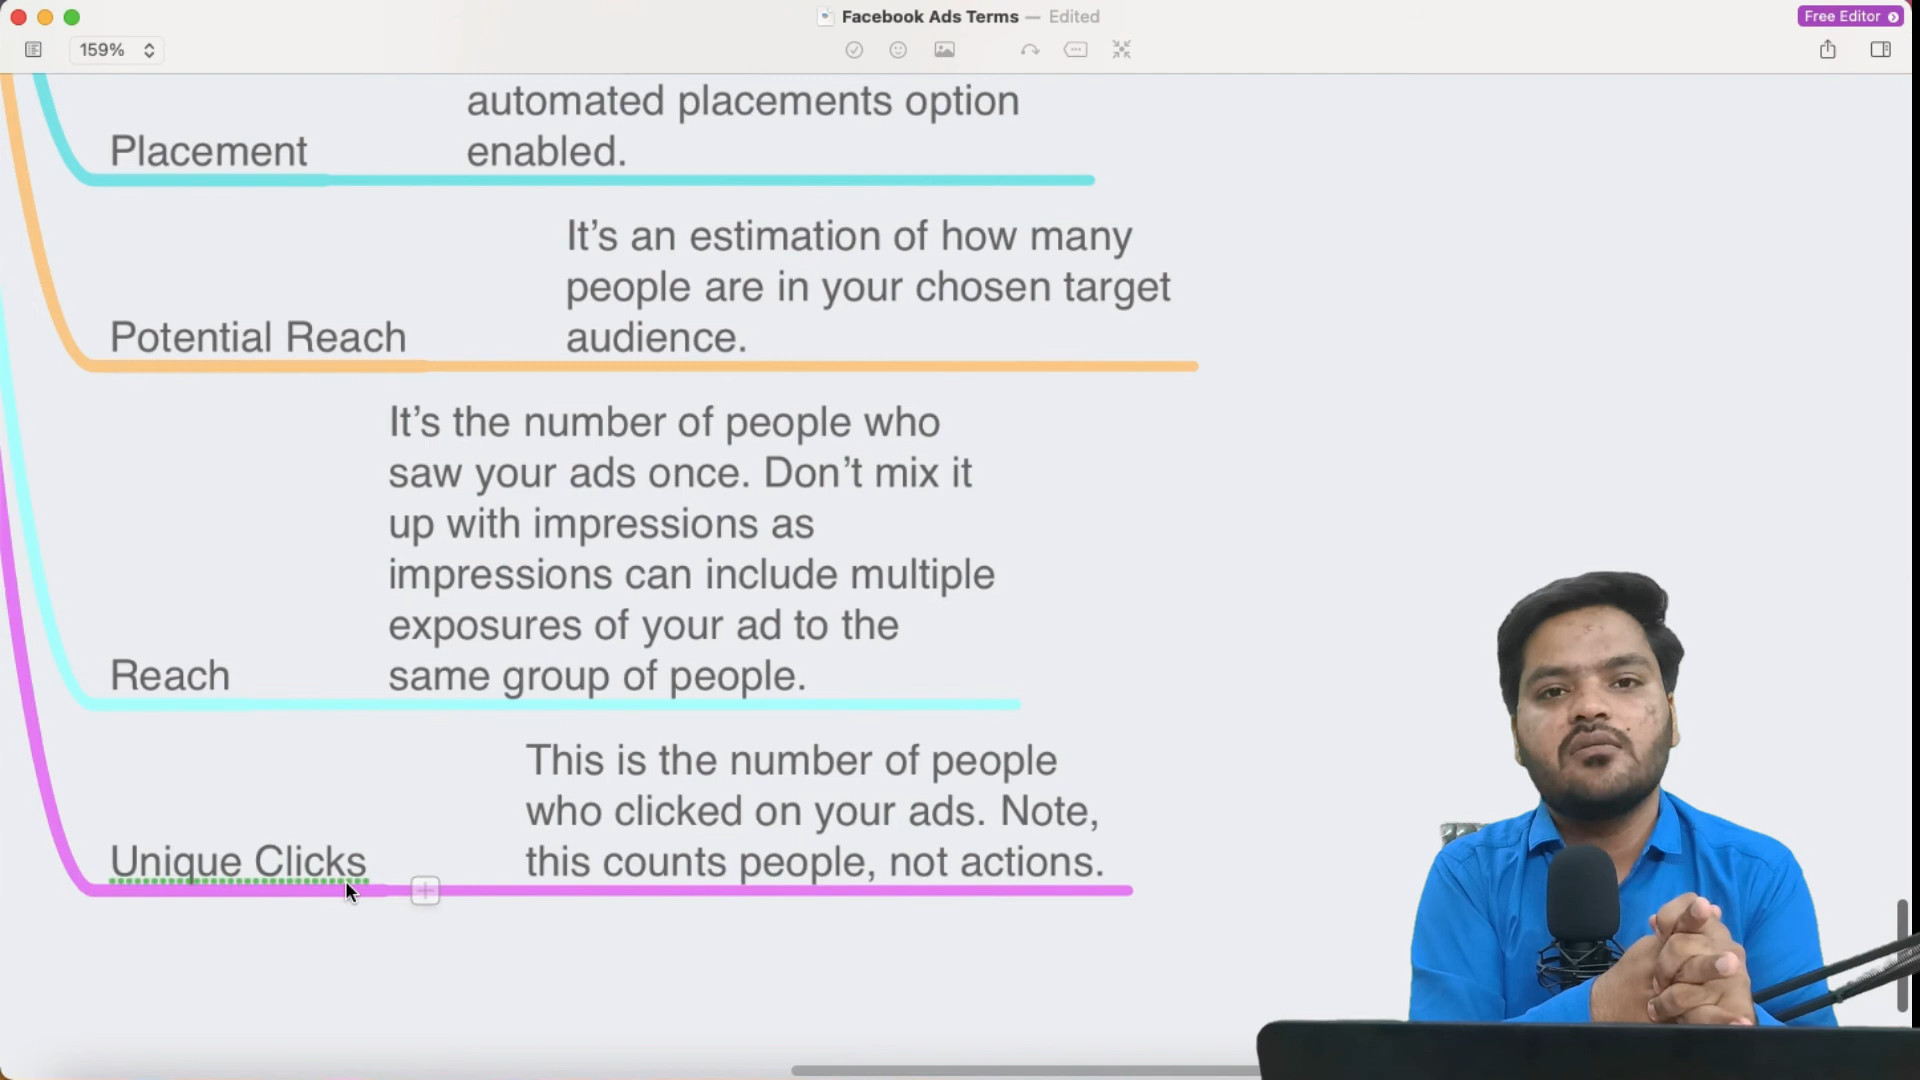 Facebook Ads Terms — Edited
Free Editor
159%
automated placements option
Placement
enabled.
It’s an estimation of how many
people are in your chosen target
Potential Reach
audience.
It’s the number of people who
saw your ads once. Don’t mix it
up with impressions as
impressions can include multiple
exposures of your ad to the
Reach
same group of people.
This is the number of people
who clicked on your ads. Note,
Unique Clicks
this counts people, not actions.